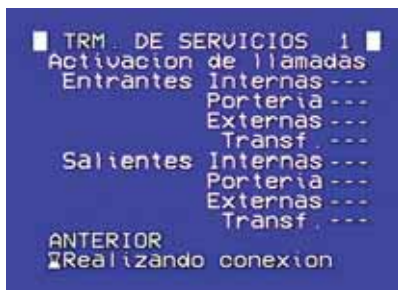 TRM. DE SERVICIOS 1
Activacion de llamadas
Entrantes Internas---
Porteria---
Externas---
Transf.---
Salientes Internas---
Porteria---
Externas---
Transf.---
ANTERIOR
Realizando conexion